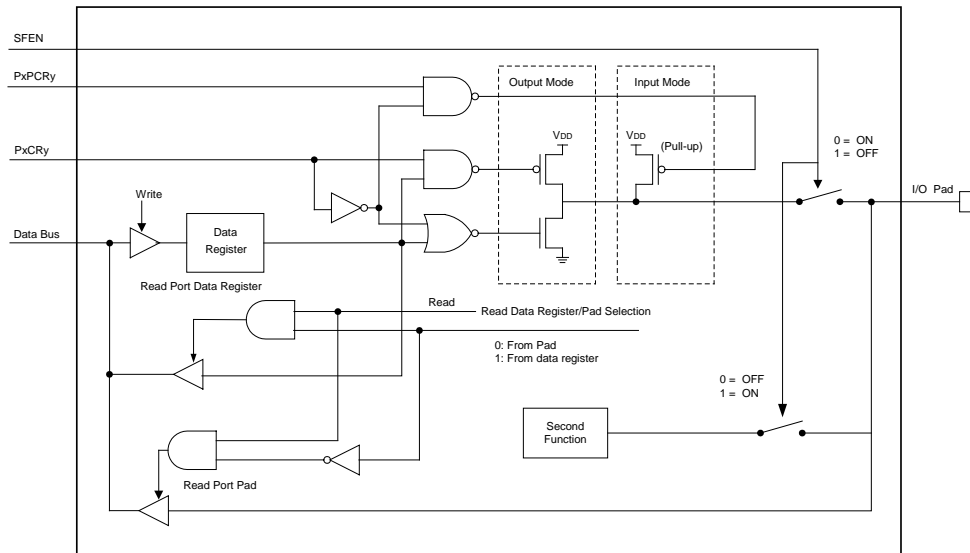 SFEN
PxPCRy
Output Mode
Input Mode
VDD
VDD
(Pull-up)
0 = ON
1 = OFF
PxCRy
I/O Pad
Write
Data Bus
Data
Register
Read Port Data Register
Read
Read Data Register/Pad Selection
0: From Pad
1: From data register
0 = OFF
1 = ON
Second
Function
Read Port Pad